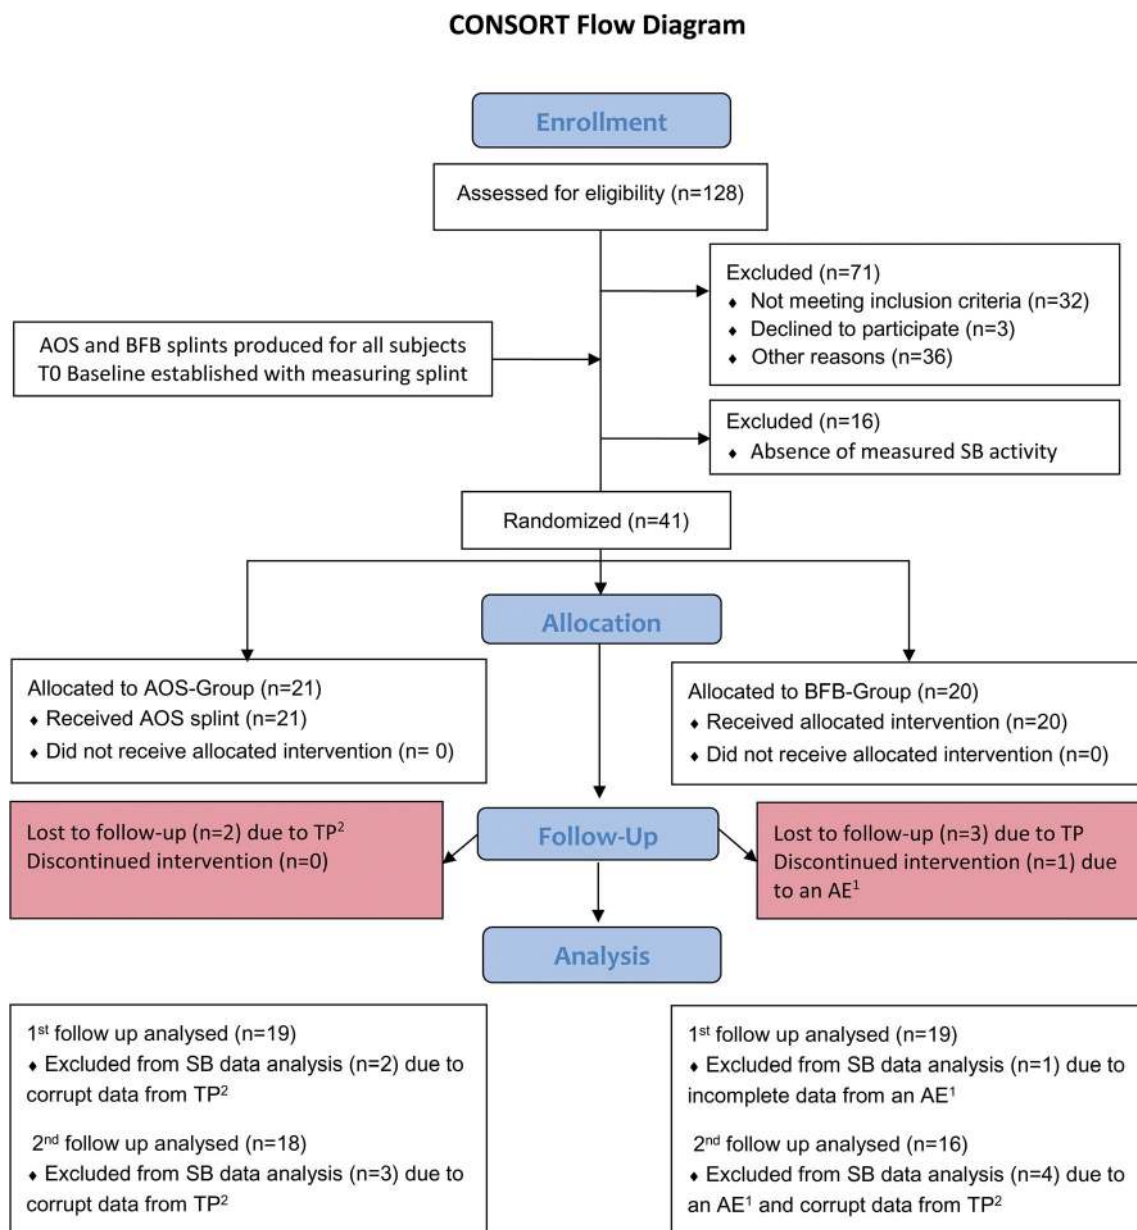 CONSORT Flow Diagram
Enrollment
Assessed for eligibility (n=128)
Excluded (n=71)
♦ Not meeting inclusion criteria (n=32)
♦ Declined to participate (n=3)
♦ Other reasons (n=36)
AOS and BFB splints produced for all subjects
T0 Baseline established with measuring splint
Excluded (n=16)
♦ Absence of measured SB activity
Randomized (n=41)
Allocation
Allocated to AOS-Group (n=21)
♦ Received AOS splint (n=21)
♦ Did not receive allocated intervention (n= 0)
Allocated to BFB-Group (n=20)
♦ Received allocated intervention (n=20)
♦ Did not receive allocated intervention (n=0)
Follow-Up
Lost to follow-up (n=2) due to TP²
Discontinued intervention (n=0)
Lost to follow-up (n=3) due to TP
Discontinued intervention (n=1) due
to an AE¹
Analysis
1st follow up analysed (n=19)
♦ Excluded from SB data analysis (n=2) due to
corrupt data from TP²
2nd follow up analysed (n=18)
♦ Excluded from SB data analysis (n=3) due to
corrupt data from TP²
1st follow up analysed (n=19)
♦ Excluded from SB data analysis (n=1) due to
incomplete data from an AE¹
2nd follow up analysed (n=16)
♦ Excluded from SB data analysis (n=4) due to
an AE¹ and corrupt data from TP²